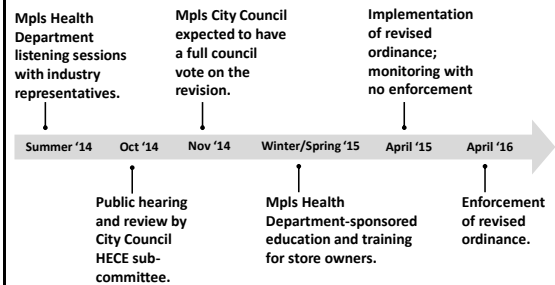 Mpls Health
Department
listening sessions
with industry
representatives.
Mpls City Council
expected to have
a full council
vote on the
revision.
Implementation
of revised
ordinance;
monitoring with
no enforcement
Summer ‘14
Oct ‘14
Nov ‘14
Winter/Spring ‘15
April ‘15
April ‘16
Public hearing
and review by
City Council
HECE sub-
committee.
Mpls Health
Department-sponsored
education and training
for store owners.
Enforcement
of revised
ordinance.